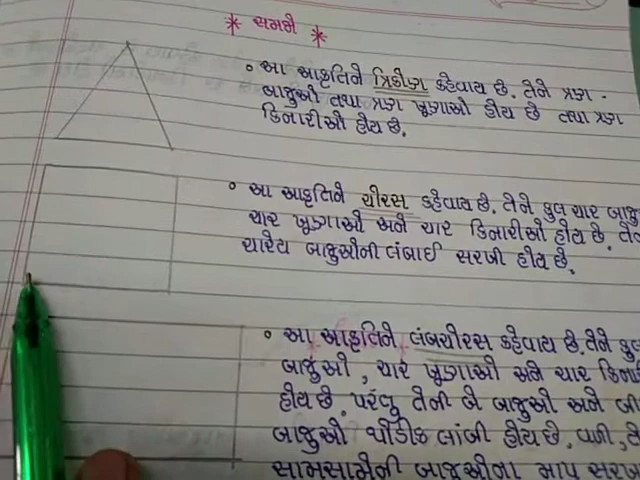 * સમજો *
• આ આકૃતિને ત્રિકોણ કહેવાય છે. તેને ત્રણ
બાજુઓ તથા ત્રણ ખૂણાઓ હોય છે તથા ત્રણ
કિનારીઓ હોય છે.
• આ આકૃતિને ચોરસ કહેવાય છે. તેને કુલ ચાર બાજુ
ચાર ખૂણાઓ અને ચાર કિનારીઓ હોય છે.
ચારેય બાજુઓની લંબાઈ સરખી હોય છે.
• આ આકૃતિને લંબચોરસ કહેવાય છે. તેને કુલ
બાજુઓ, ચાર ખૂણાઓ અને ચાર
હોય છે. પરંતુ તેની બે બાજુઓ અને
બાજુઓ થોડીક લાંબી હોય છે. વળી,
સામસામેની બાજુઓના માપ